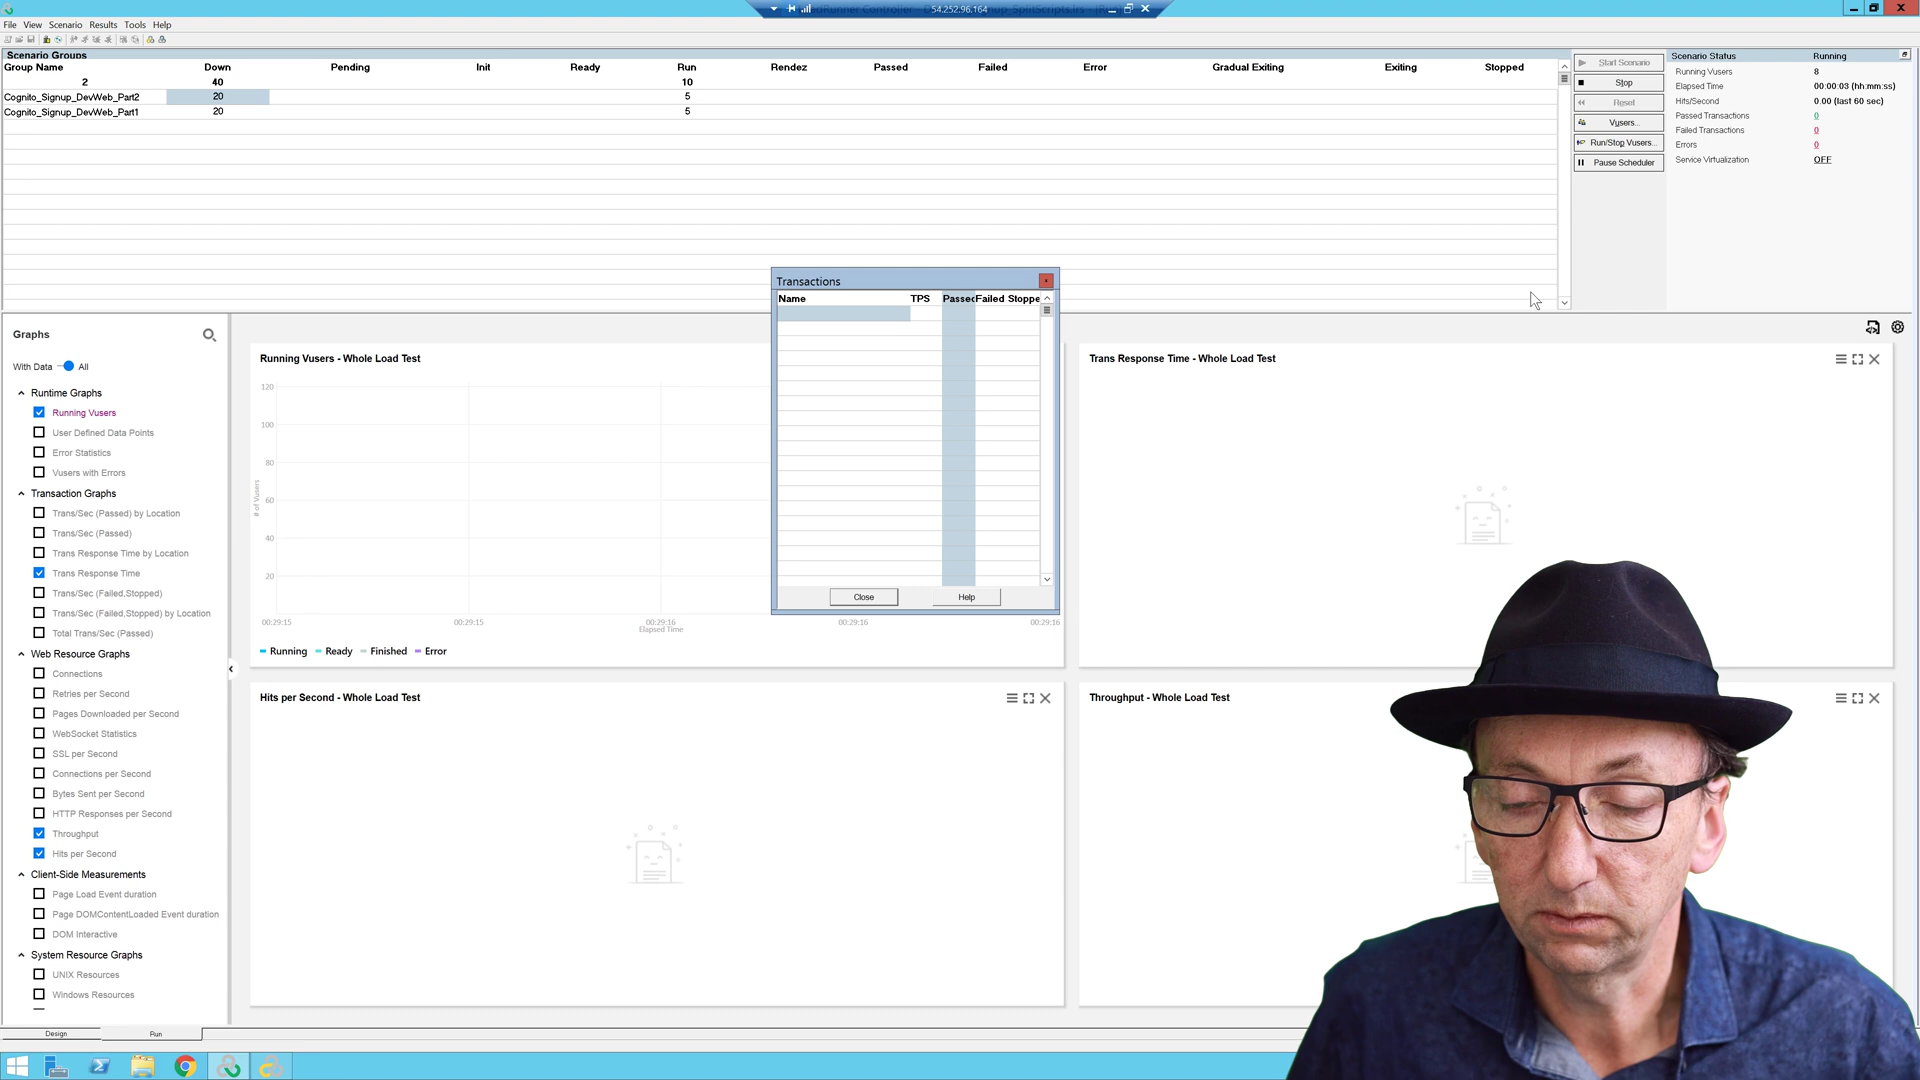 54.252.96.164
File View Scenario Results Tools Help
Scenario Groups
Group Name Down Pending Init Ready Run Rendez Passed Failed Error Gradual Exiting Exiting Stopped
2 40 10
Cognito_Signup_DevWeb_Part2 20 5
Cognito_Signup_DevWeb_Part1 20 5
Start Scenario
Stop
Reset
Vusers...
Run/Stop Vusers...
Pause Scheduler
Scenario Status Running
Running Vusers 8
Elapsed Time 00:00:03 (hh:mm:ss)
Hits/Second 0.00 (last 60 sec)
Passed Transactions 0
Failed Transactions 0
Errors 0
Service Virtualization OFF
Transactions
Name TPS Passed Failed Stoppe
Close Help
Graphs
With Data All
Runtime Graphs
Running Vusers
User Defined Data Points
Error Statistics
Vusers with Errors
Transaction Graphs
Trans/Sec (Passed) by Location
Trans/Sec (Passed)
Trans Response Time by Location
Trans Response Time
Trans/Sec (Failed,Stopped)
Trans/Sec (Failed,Stopped) by Location
Total Trans/Sec (Passed)
Web Resource Graphs
Connections
Retries per Second
Pages Downloaded per Second
WebSocket Statistics
SSL per Second
Connections per Second
Bytes Sent per Second
HTTP Responses per Second
Throughput
Hits per Second
Client-Side Measurements
Page Load Event duration
Page DOMContentLoaded Event duration
DOM Interactive
System Resource Graphs
UNIX Resources
Windows Resources
Running Vusers - Whole Load Test
120
100
80
60
40
20
# of Vusers
00:29:15 00:29:15 00:29:16 00:29:16 00:29:16
Elapsed Time
Running Ready Finished Error
Trans Response Time - Whole Load Test
Hits per Second - Whole Load Test
Throughput - Whole Load Test
Design Run